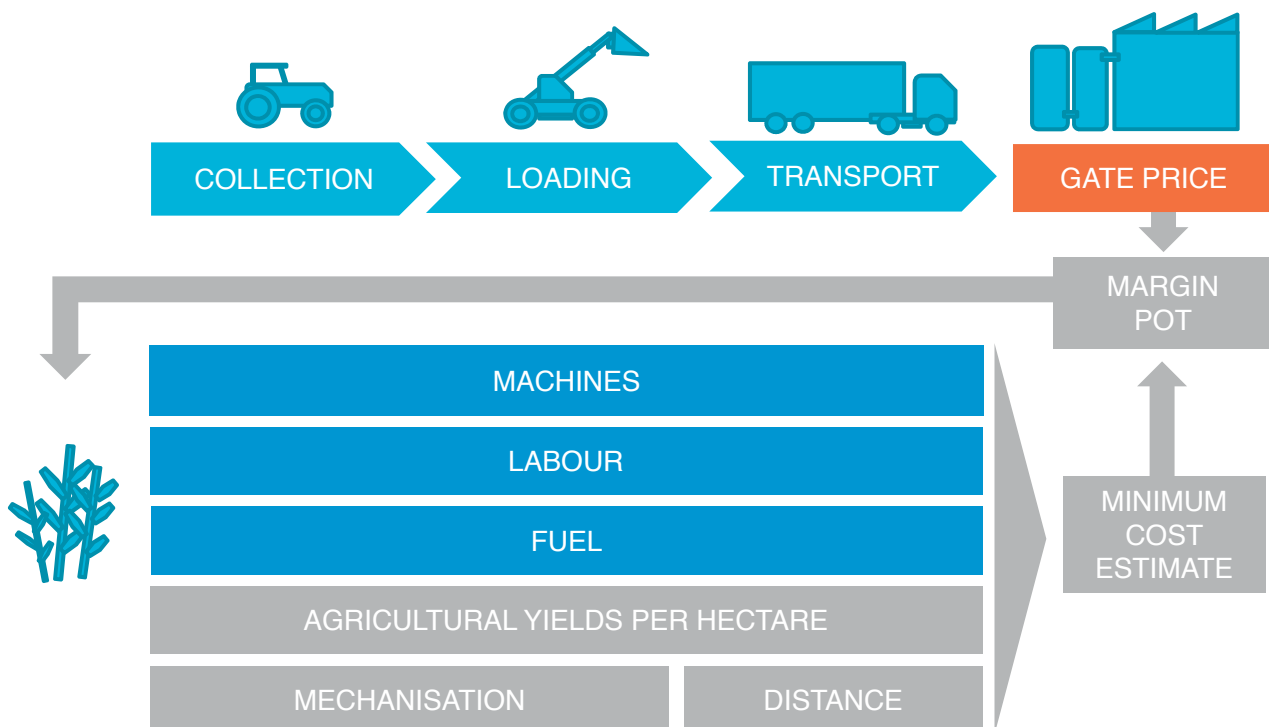 COLLECTION
LOADING
TRANSPORT
GATE PRICE
MARGIN
POT
MACHINES
LABOUR
FUEL
AGRICULTURAL YIELDS PER HECTARE
MECHANISATION
DISTANCE
MINIMUM
COST
ESTIMATE